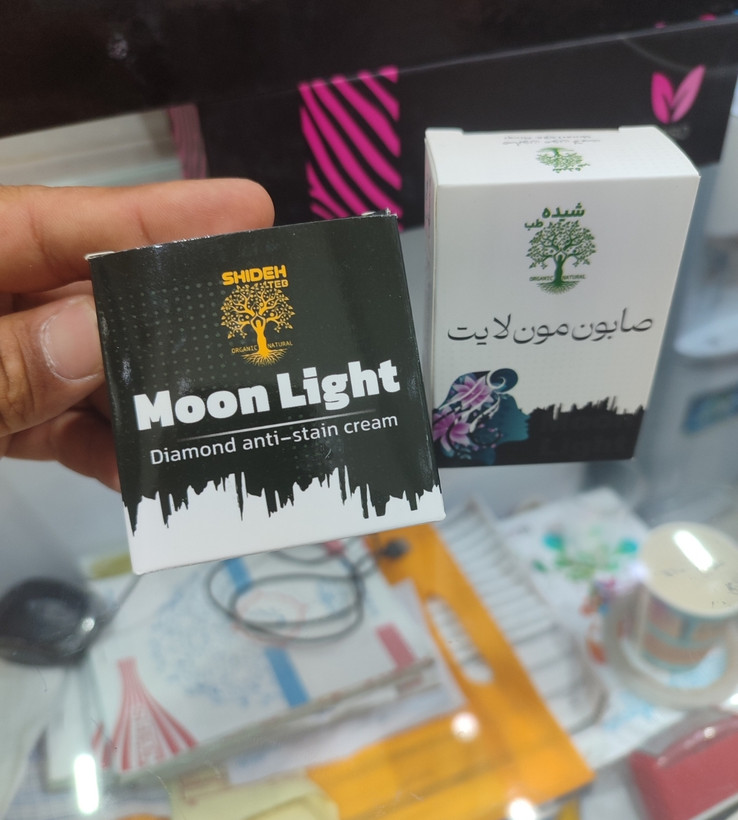 SHIDEH
TEB
ORGANIC NATURAL
Moon Light
Diamond anti-stain cream
شیده
طب
ORGANIC NATURAL
صابون مون لایت